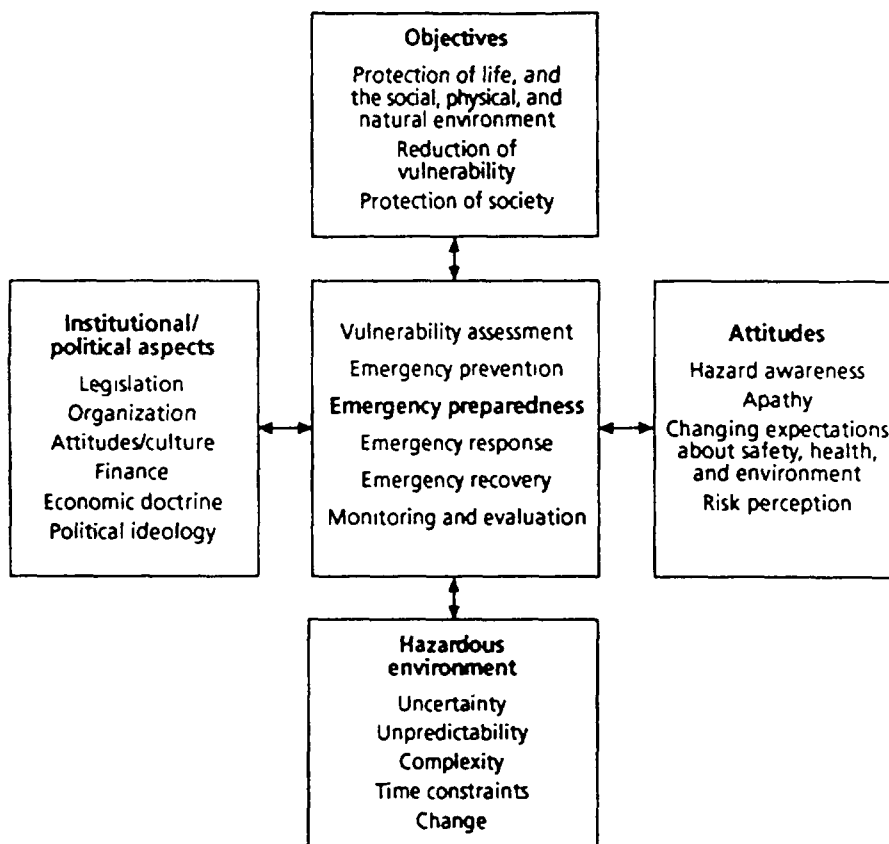 Objectives
Protection of life, and
the social, physical, and
natural environment
Reduction of
vulnerability
Protection of society
Institutional/
political aspects
Legislation
Organization
Attitudes/culture
Finance
Economic doctrine
Political ideology
Vulnerability assessment
Emergency prevention
Emergency preparedness
Emergency response
Emergency recovery
Monitoring and evaluation
Attitudes
Hazard awareness
Apathy
Changing expectations
about safety, health,
and environment
Risk perception
Hazardous
environment
Uncertainty
Unpredictability
Complexity
Time constraints
Change